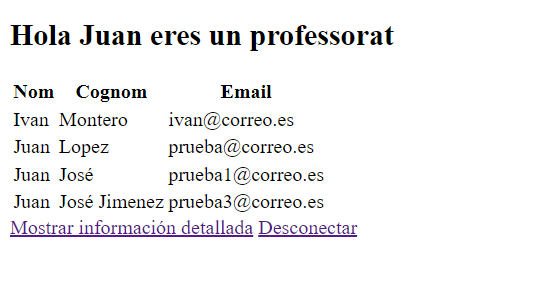 Hola Juan eres un professorat
Nom Cognom Email
Ivan Montero ivan@correo.es
Juan Lopez prueba@correo.es
Juan José prueba1@correo.es
Juan José Jimenez prueba3@correo.es
Mostrar información detallada Desconectar